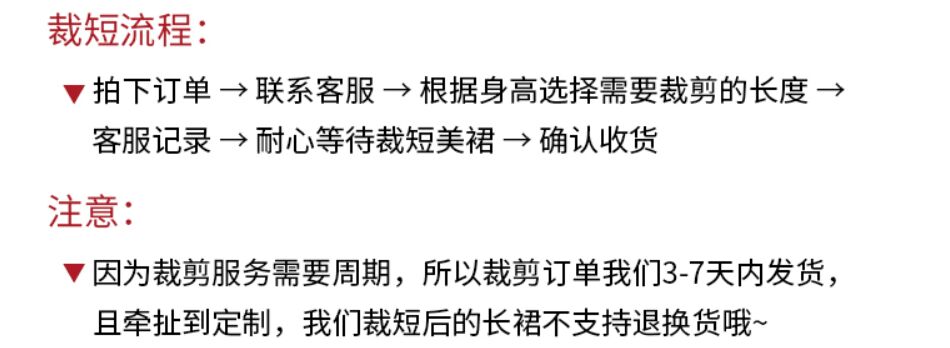 裁短流程：
▼拍下订单 → 联系客服 → 根据身高选择需要裁剪的长度 →
客服记录 → 耐心等待裁短美裙 → 确认收货
注意：
▼因为裁剪服务需要周期，所以裁剪订单我们3-7天内发货，
且牵扯到定制，我们裁短后的长裙不支持退换货哦~